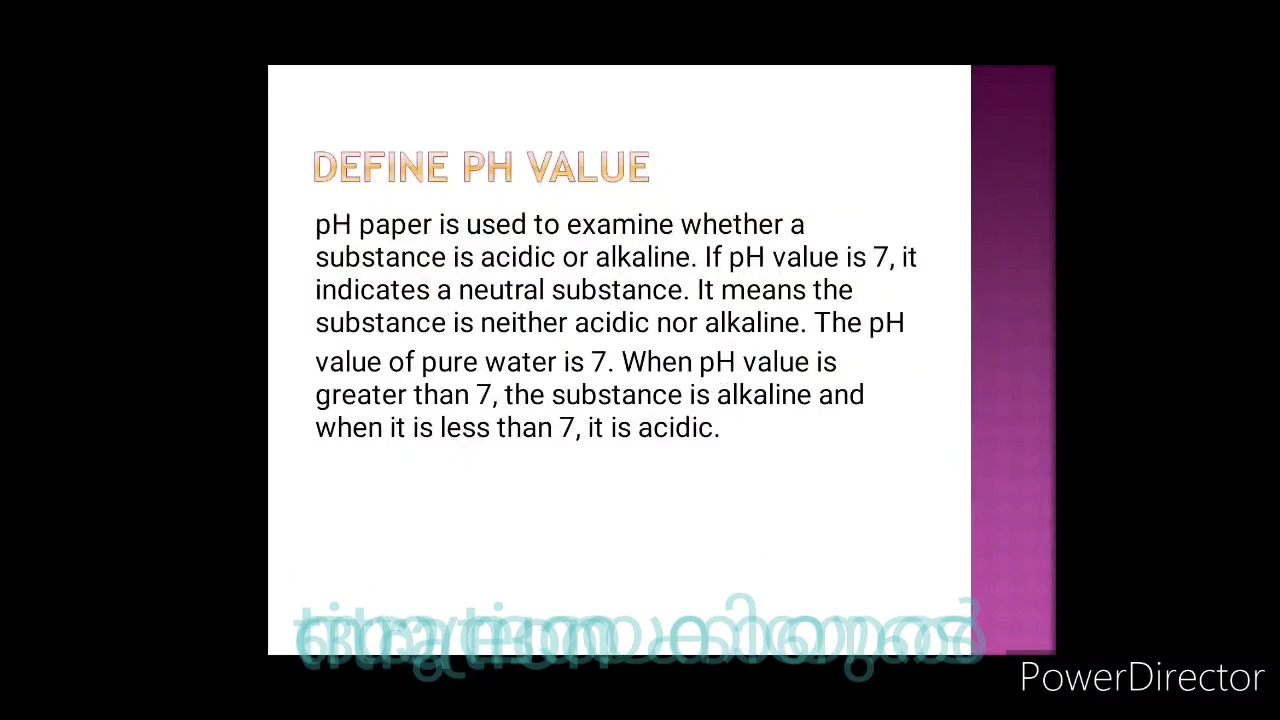 DEFINE PH VALUE
pH paper is used to examine whether a
substance is acidic or alkaline. If pH value is 7, it
indicates a neutral substance. It means the
substance is neither acidic nor alkaline. The pH
value of pure water is 7. When pH value is
greater than 7, the substance is alkaline and
when it is less than 7, it is acidic.
PowerDirector